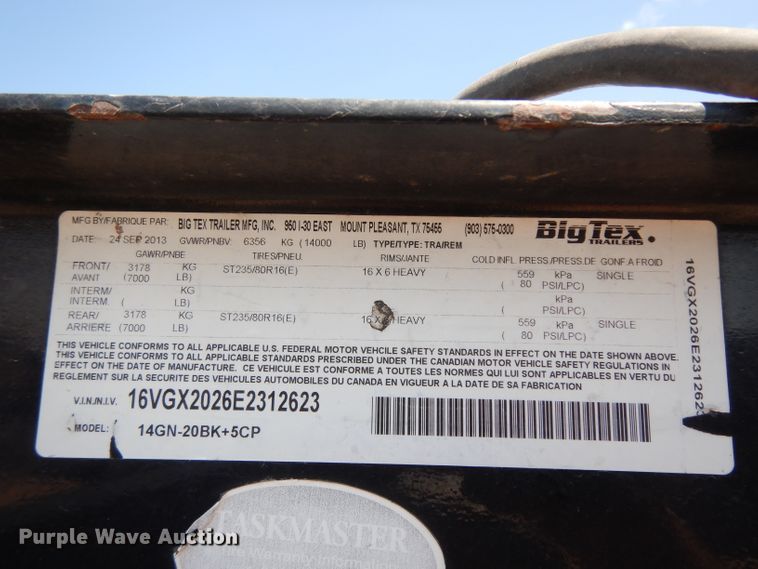 MFG BY/FABRIQUE PAR: BIG TEX TRAILER MFG, INC. 950 I-30 EAST MOUNT PLEASANT, TX 75455 (903) 575-0300 BigTex TRAILERS
DATE: 24 SEP 2013 GVWR/PNBV: 6356 KG (14000 LB) TYPE/TYPE: TRA/REM
GAWR/PNBE TIRES/PNEU. RIMS/JANTE COLD INFL PRESS/PRESS.DE GONF A FROID
FRONT/ 3178 KG ST235/80R16(E) 16 X 6 HEAVY 559 kPa SINGLE
AVANT (7000 LB) ( 80 PSI/LPC)
INTERM/ KG kPa
INTERM. ( LB) ( PSI/LPC)
REAR/ 3178 KG ST235/80R16(E) 16 X HEAVY 559 kPa SINGLE
ARRIERE (7000 LB) ( 80 PSI/LPC)
THIS VEHICLE CONFORMS TO ALL APPLICABLE U.S. FEDERAL MOTOR VEHCILE SAFETY STANDARDS IN EFFECT ON THE DATE SHOWN ABOVE.
THIS VEHICLE CONFORMS TO ALL APPLICABLE STANDARDS PRESCRIBED UNDER THE CANADIAN MOTOR VEHICLE SAFETY REGULATIONS IN
EFFECT ON THE DATE OF MANUFACTURE. CE VEHICULE EST CONFORME A TOUTES LES NORMES QUI LUI SONT APPLICABLES EN VERTU DU
REGLEMENT SUR LA SECURITE DES VEHICULES AUTOMOBILES DU CANADA EN VIGUEUR A LA DATE DE SA FABRICATION
V.I.N./N.I.V. 16VGX2026E2312623
MODEL: 14GN-20BK+5CP
16VGX2026E2312623
TASKMASTER
Warranty Information
Purple Wave Auction